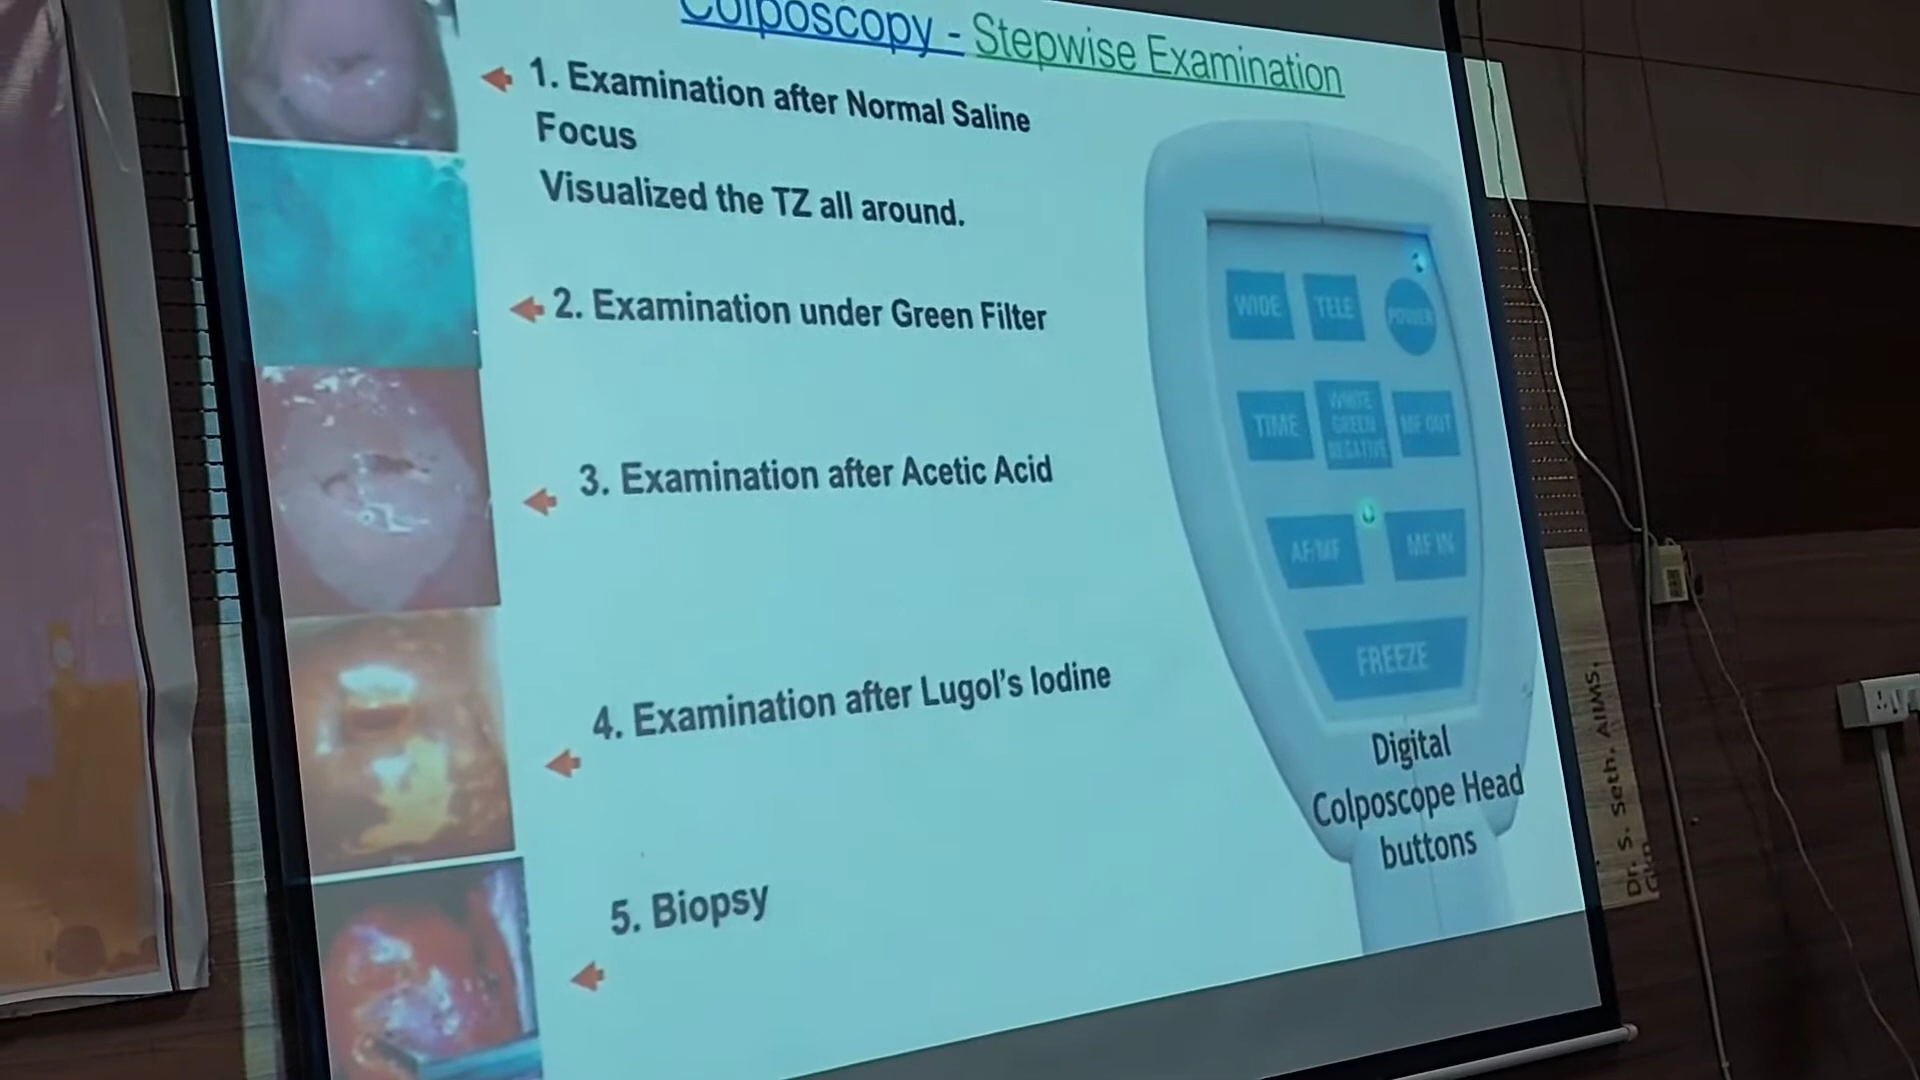 Colposcopy - Stepwise Examination
1. Examination after Normal Saline
Focus
Visualized the TZ all around.
2. Examination under Green Filter
3. Examination after Acetic Acid
4. Examination after Lugol's Iodine
5. Biopsy
WIDE TELE POWER
TIME WHITE GREEN NEGATIVE MF OUT
AF/MF MF IN
FREEZE
Digital
Colposcope Head
buttons
Dr. S. Seth. AIIMS.